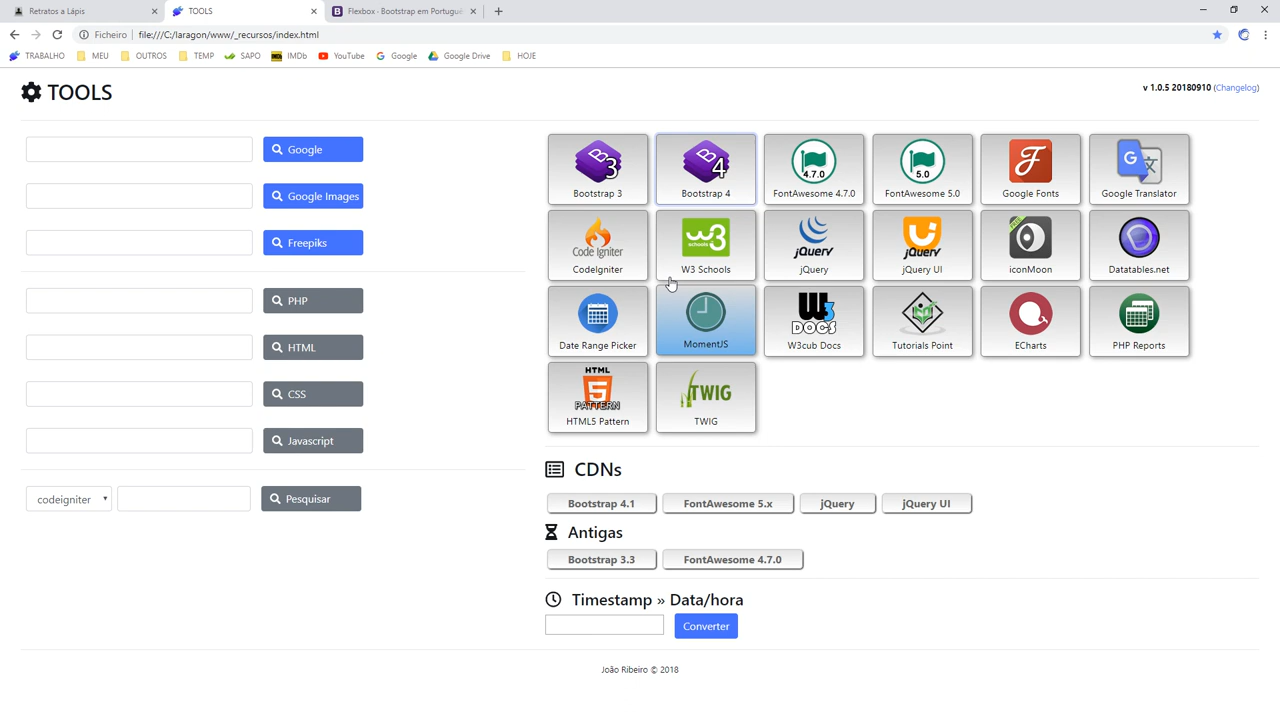 Retratos a Lápis
TOOLS
Flexbox · Bootstrap em Portuguê
Ficheiro
file:///C:/laragon/www/_recursos/index.html
TRABALHO
MEU
OUTROS
TEMP
SAPO
IMDb
YouTube
Google
Google Drive
HOJE
TOOLS
v 1.0.5 20180910 (Changelog)
Google
Google Images
Freepiks
PHP
HTML
CSS
Javascript
codeigniter
Pesquisar
B 3
Bootstrap 3
B 4
Bootstrap 4
4.7.0
FontAwesome 4.7.0
5.0
FontAwesome 5.0
F
Google Fonts
G 文
Google Translator
Code Igniter
CodeIgniter
w3 schools
W3 Schools
jQuery
jQuery
jQuery
jQuery UI
iconMoon
Datatables.net
Date Range Picker
MomentJS
W3 DOCS
W3cub Docs
Tutorials Point
ECharts
PHP Reports
HTML 5 PATTERN
HTML5 Pattern
TWIG
TWIG
CDNs
Bootstrap 4.1
FontAwesome 5.x
jQuery
jQuery UI
Antigas
Bootstrap 3.3
FontAwesome 4.7.0
Timestamp » Data/hora
Converter
João Ribeiro © 2018